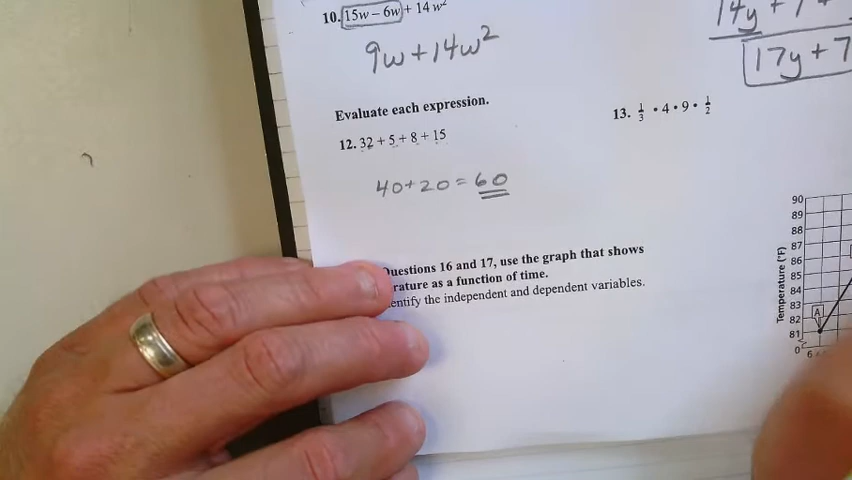 10. 15w - 6w + 14w²
9w + 14w²
14y + 7 +
17y + 7
Evaluate each expression.
12. 32 + 5 + 8 + 15
40 + 20 = 60
13. 1/3 • 4 • 9 • 1/2
Questions 16 and 17, use the graph that shows
rature as a function of time.
entify the independent and dependent variables.
Temperature (°F)
90
89
88
87
86
85
84
83
82
81
0
6
A